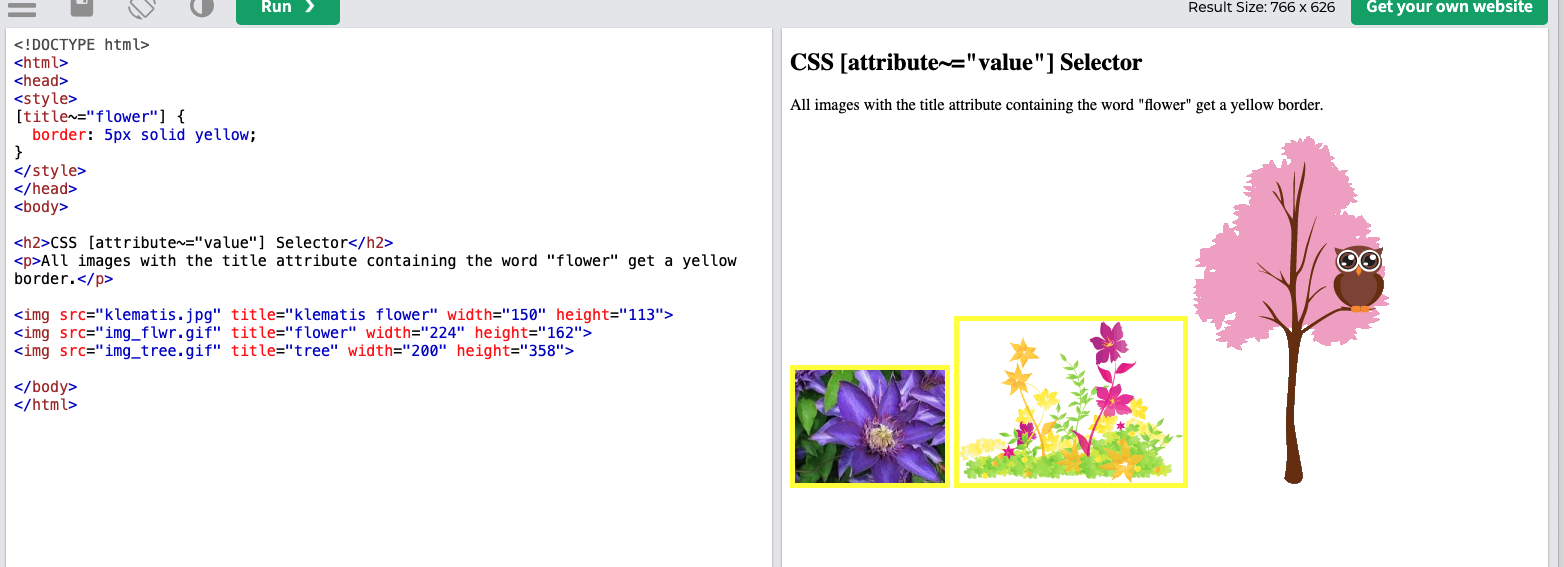 Run ❯
Result Size: 766 x 626
Get your own website
<!DOCTYPE html>
<html>
<head>
<style>
[title~="flower"] {
  border: 5px solid yellow;
}
</style>
</head>
<body>

<h2>CSS [attribute~="value"] Selector</h2>
<p>All images with the title attribute containing the word "flower" get a yellow
border.</p>

<img src="klematis.jpg" title="klematis flower" width="150" height="113">
<img src="img_flwr.gif" title="flower" width="224" height="162">
<img src="img_tree.gif" title="tree" width="200" height="358">

</body>
</html>
CSS [attribute~="value"] Selector
All images with the title attribute containing the word "flower" get a yellow border.